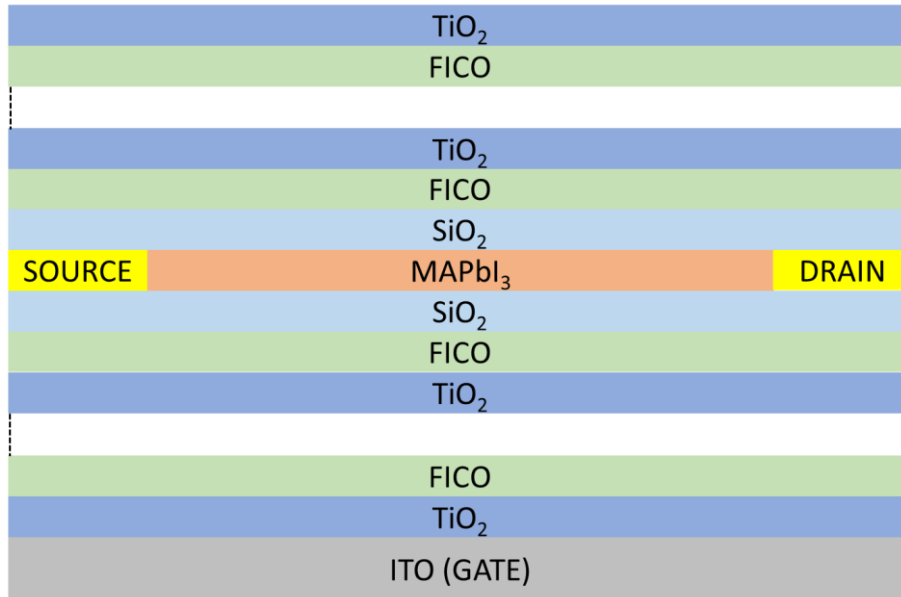 TiO₂
FICO
TiO₂
FICO
SiO₂
SOURCE MAPbI₃ DRAIN
SiO₂
FICO
TiO₂
FICO
TiO₂
ITO (GATE)